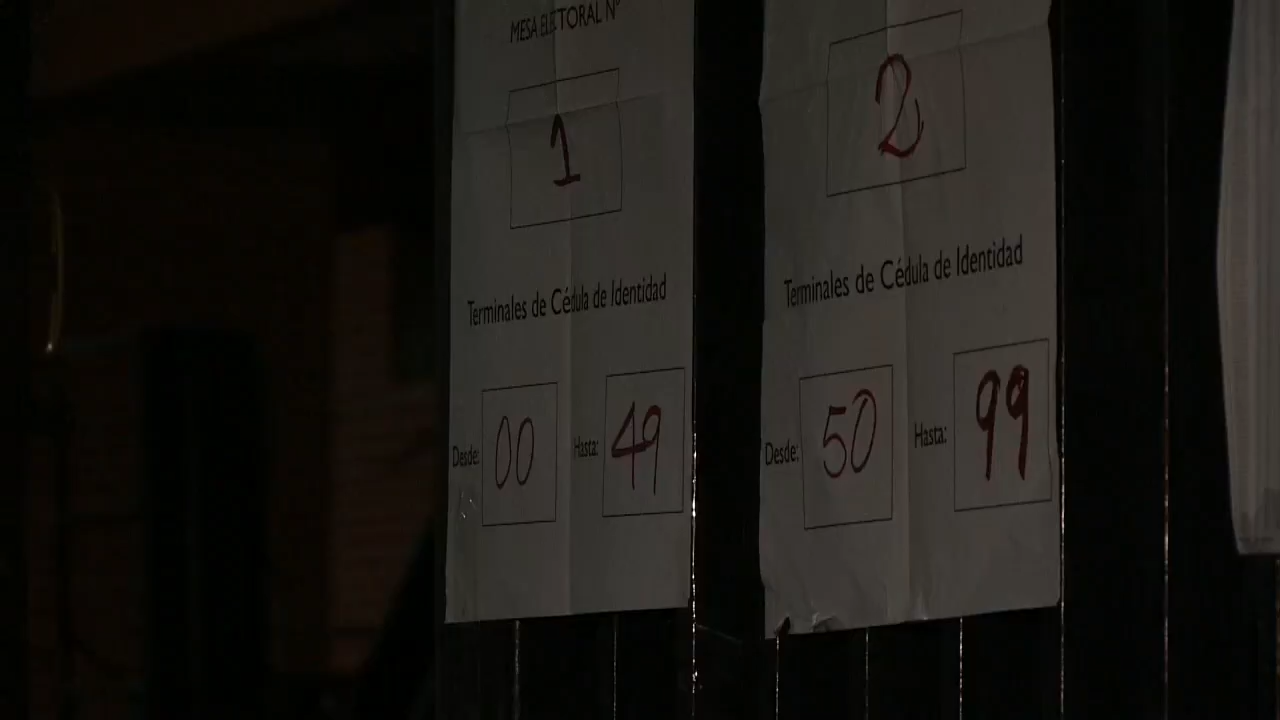 MESA ELECTORAL N°
1
Terminales de Cédula de Identidad
Desde: 00 Hasta: 49
2
Terminales de Cédula de Identidad
Desde: 50 Hasta: 99